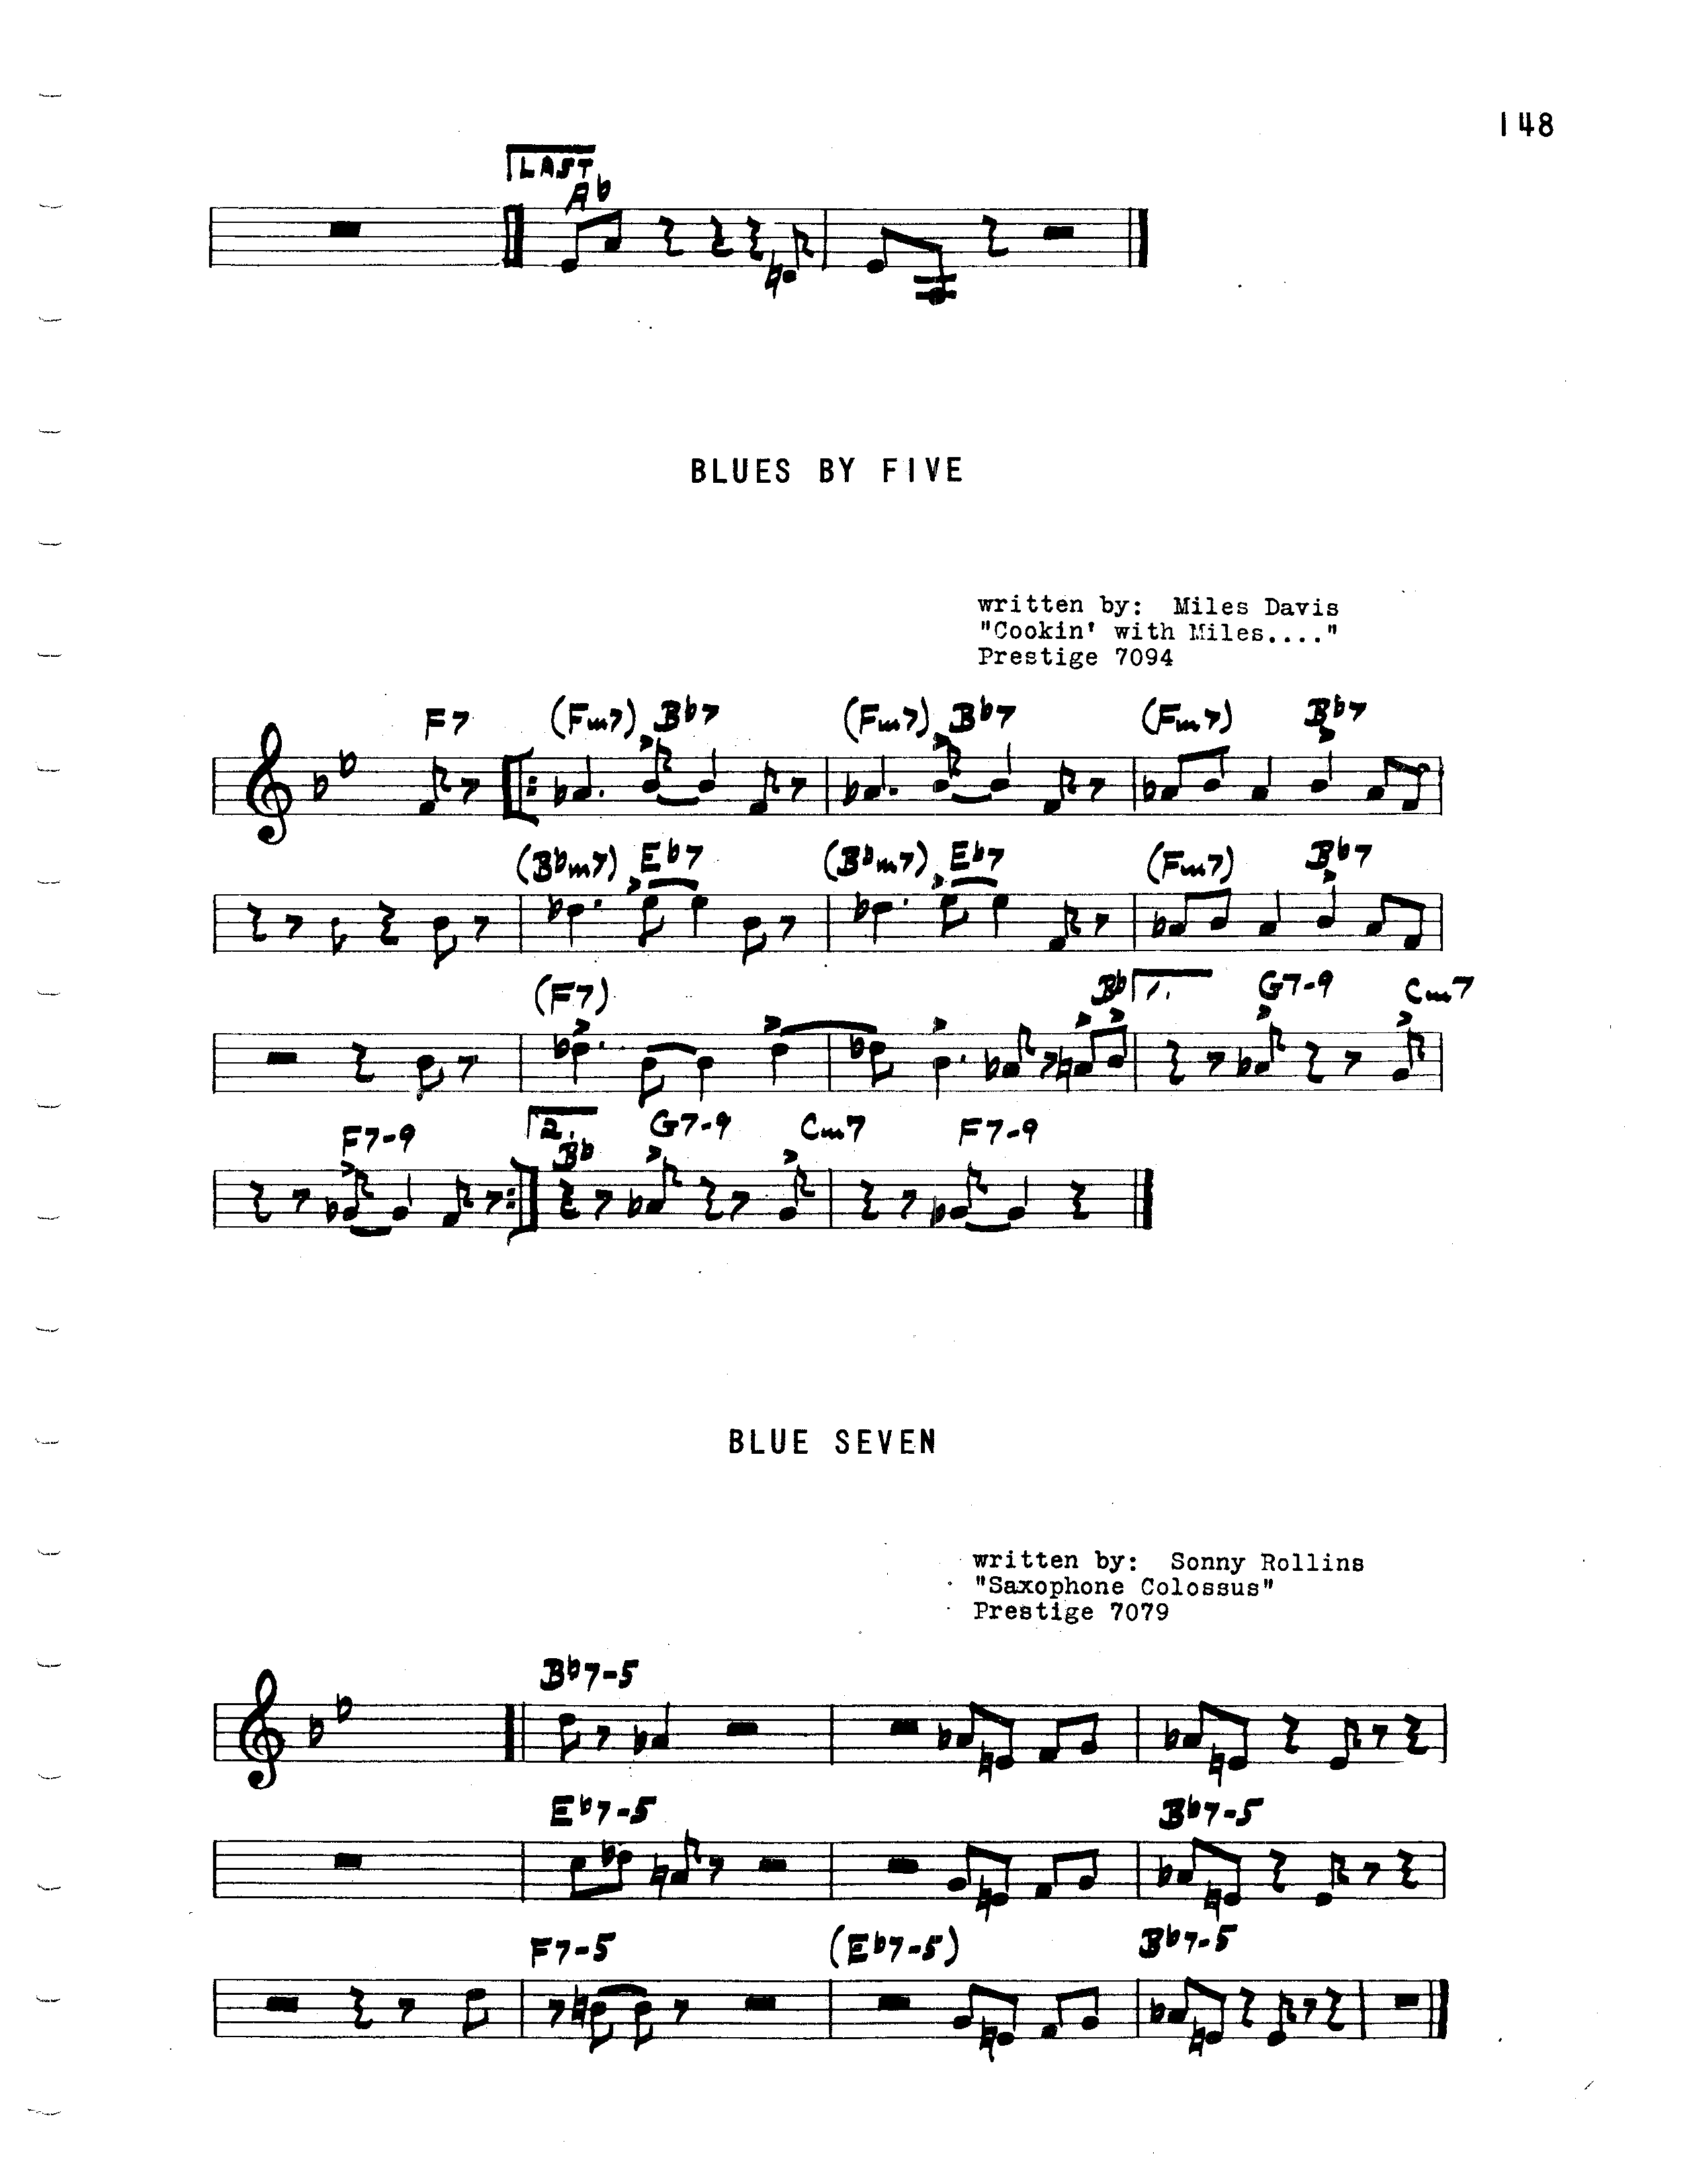 148
LAST
Ab
BLUES BY FIVE
written by: Miles Davis
"Cookin' with Miles...."
Prestige 7094
F7 (Fm7) Bb7 (Fm7) Bb7 (Fm7) Bb7
(Bbm7) Eb7 (Bbm7) Eb7 (Fm7) Bb7
(F7) Bb 1. G7-9 Cm7
F7-9 2. Bb G7-9 Cm7 F7-9
BLUE SEVEN
written by: Sonny Rollins
"Saxophone Colossus"
Prestige 7079
Bb7-5
Eb7-5 Bb7-5
F7-5 (Eb7-5) Bb7-5